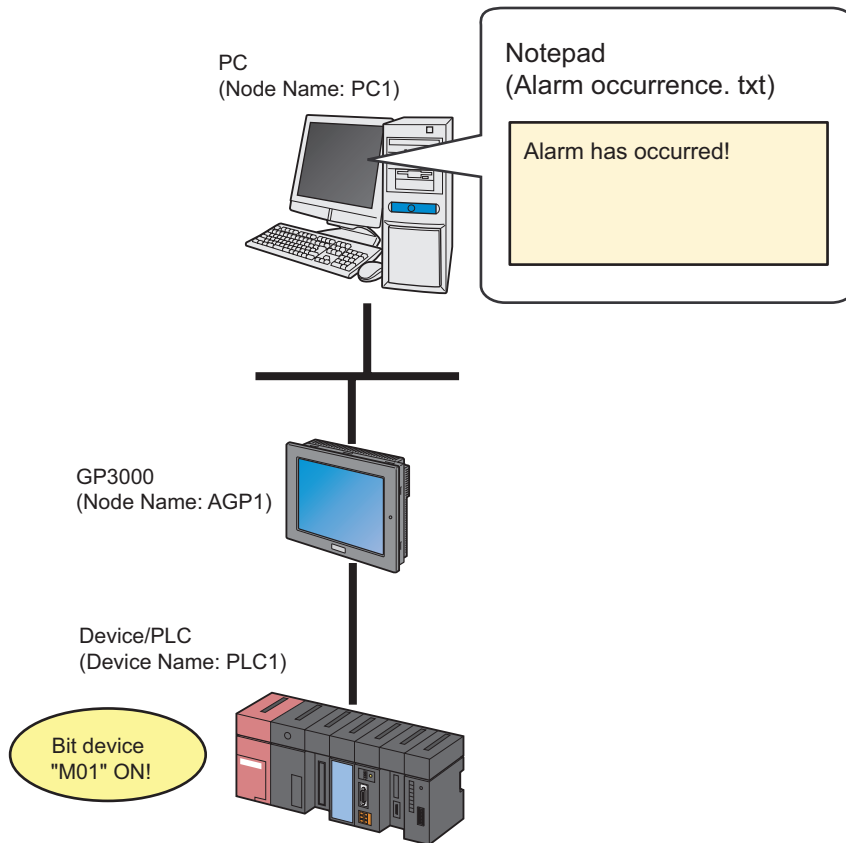 PC
(Node Name: PC1)
Notepad
(Alarm occurrence. txt)
Alarm has occurred!
GP3000
(Node Name: AGP1)
Device/PLC
(Device Name: PLC1)
Bit device
"M01" ON!